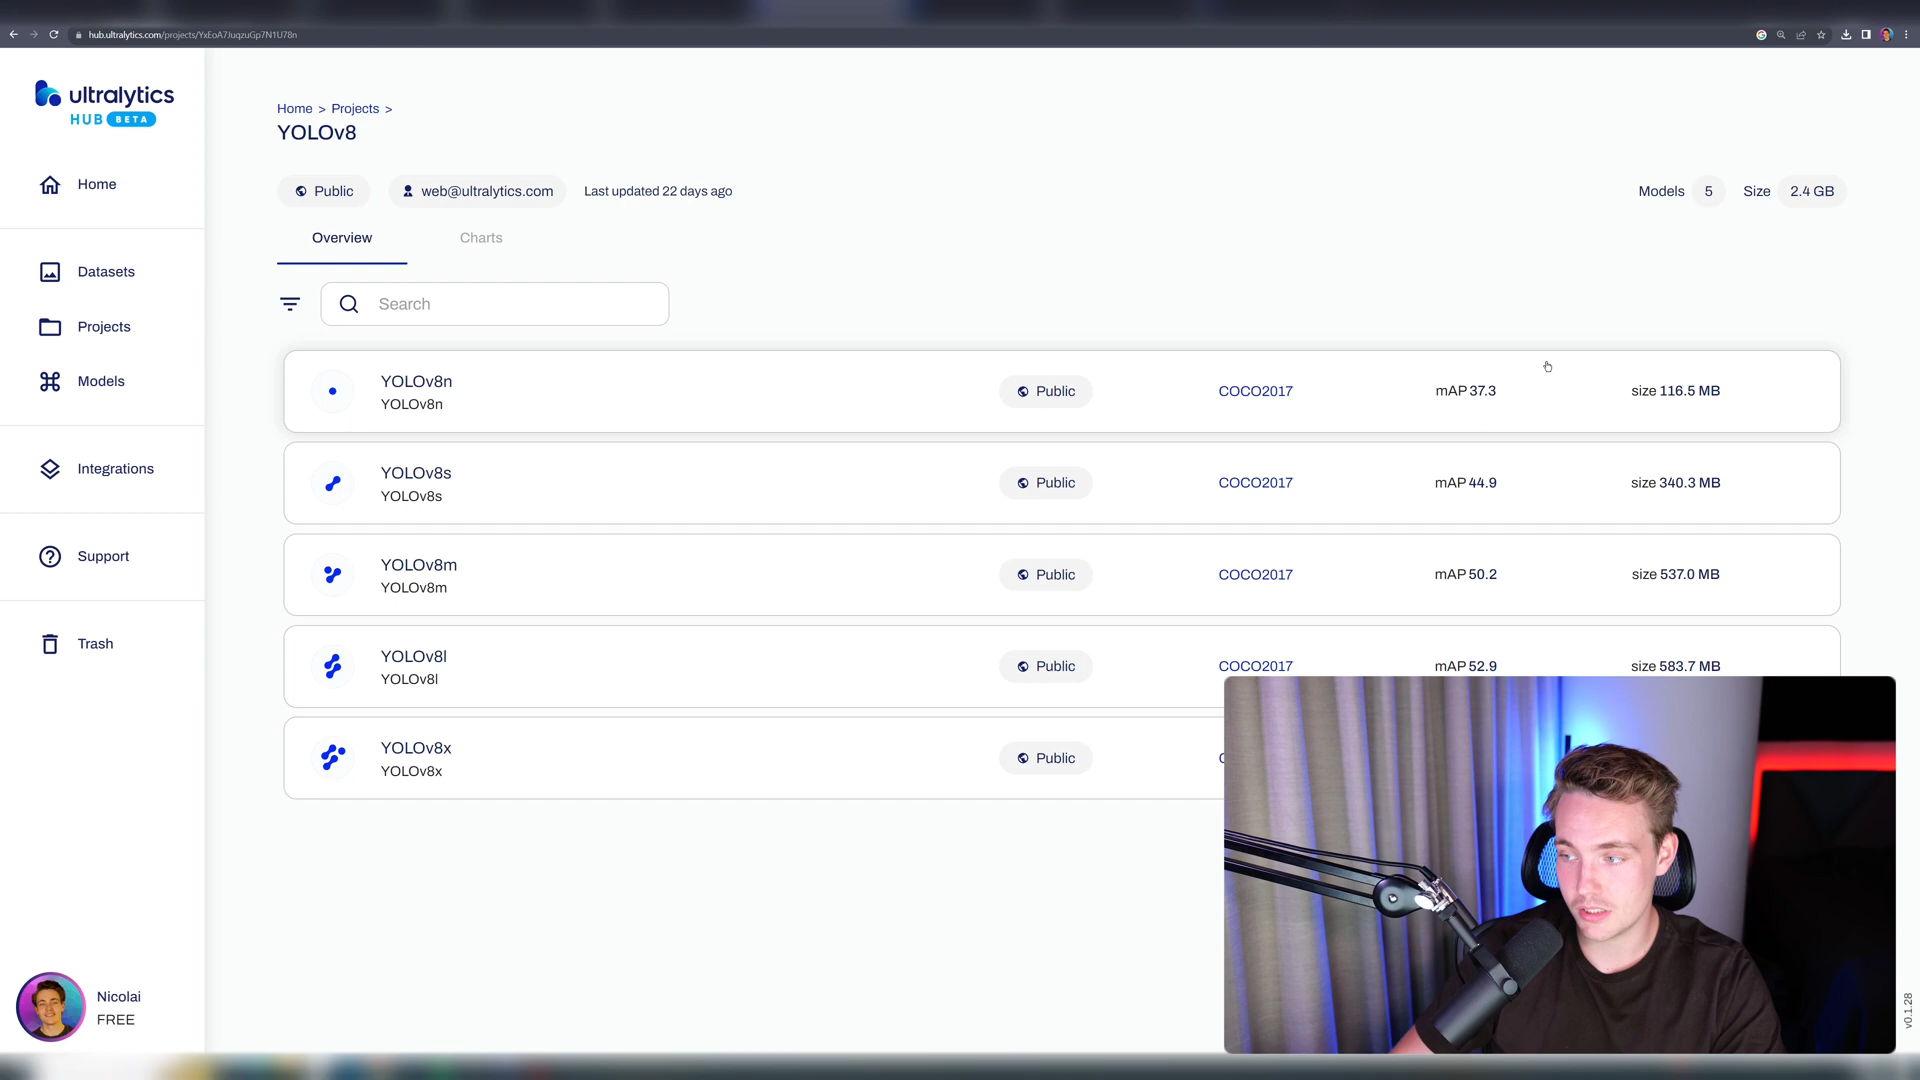 hub.ultralytics.com/projects/YxEoA7JuqzuGp7N1U78n
ultralytics
HUB BETA
Home
Datasets
Projects
Models
Integrations
Support
Trash
Nicolai
FREE
Home > Projects >
YOLOv8
Public
web@ultralytics.com
Last updated 22 days ago
Models 5 Size 2.4 GB
Overview Charts
Search
YOLOv8n
YOLOv8n
Public
COCO2017
mAP 37.3
size 116.5 MB
YOLOv8s
YOLOv8s
Public
COCO2017
mAP 44.9
size 340.3 MB
YOLOv8m
YOLOv8m
Public
COCO2017
mAP 50.2
size 537.0 MB
YOLOv8l
YOLOv8l
Public
COCO2017
mAP 52.9
size 583.7 MB
YOLOv8x
YOLOv8x
Public
v0.1.28